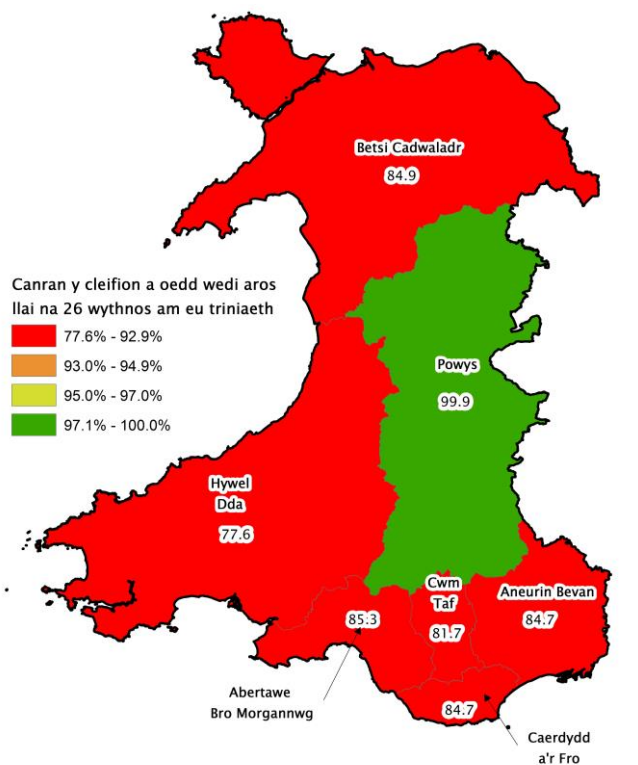 Betsi Cadwaladr
84.9
Canran y cleifion a oedd wedi aros
llai na 26 wythnos am eu triniaeth
77.6% - 92.9%
93.0% - 94.9%
95.0% - 97.0%
97.1% - 100.0%
Powys
99.9
Hywel
Dda
77.6
Cwm
Taf
81.7
Aneurin Bevan
84.7
85.3
Abertawe
Bro Morgannwg
84.7
Caerdydd
a'r Fro